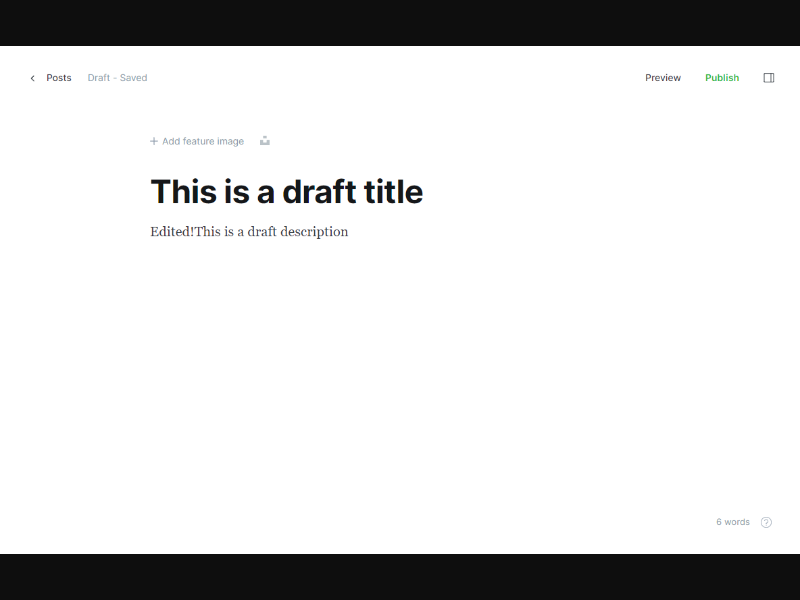 Posts Draft - Saved Preview Publish
Add feature image
This is a draft title
Edited!This is a draft description
6 words ?